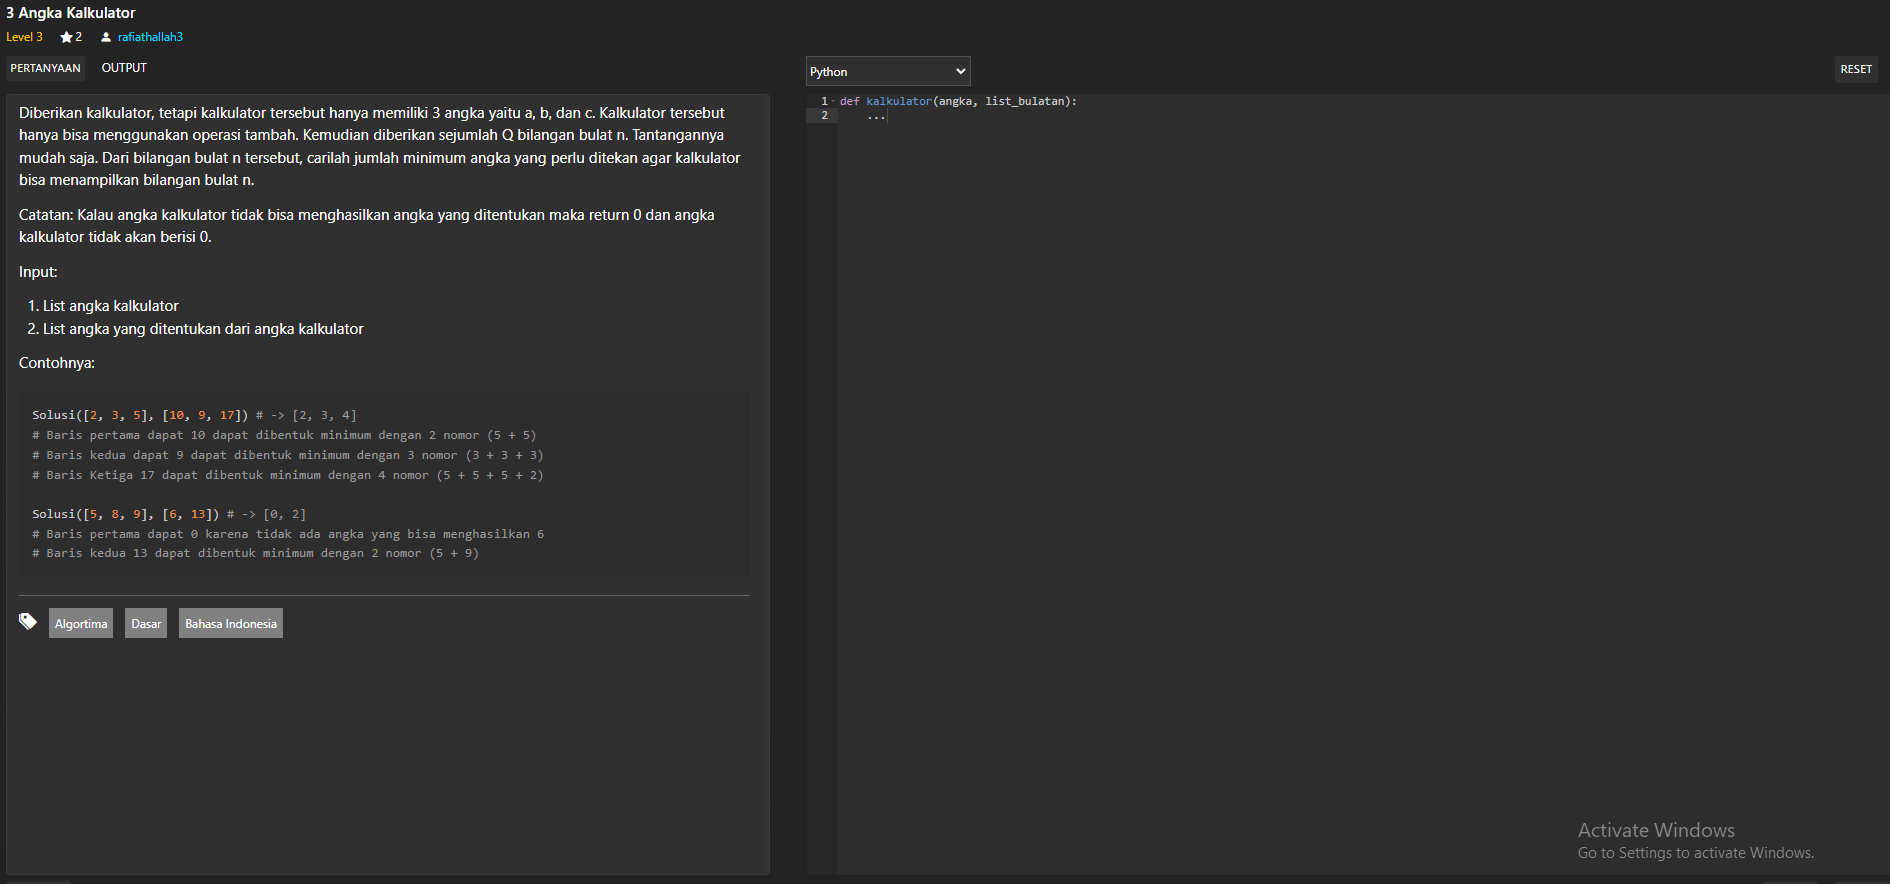 3 Angka Kalkulator
Level 3 2 rafiathallah3
PERTANYAAN OUTPUT
Python
RESET
Diberikan kalkulator, tetapi kalkulator tersebut hanya memiliki 3 angka yaitu a, b, dan c. Kalkulator tersebut
hanya bisa menggunakan operasi tambah. Kemudian diberikan sejumlah Q bilangan bulat n. Tantangannya
mudah saja. Dari bilangan bulat n tersebut, carilah jumlah minimum angka yang perlu ditekan agar kalkulator
bisa menampilkan bilangan bulat n.
Catatan: Kalau angka kalkulator tidak bisa menghasilkan angka yang ditentukan maka return 0 dan angka
kalkulator tidak akan berisi 0.
Input:
1. List angka kalkulator
2. List angka yang ditentukan dari angka kalkulator
Contohnya:
Solusi([2, 3, 5], [10, 9, 17]) # -> [2, 3, 4]
# Baris pertama dapat 10 dapat dibentuk minimum dengan 2 nomor (5 + 5)
# Baris kedua dapat 9 dapat dibentuk minimum dengan 3 nomor (3 + 3 + 3)
# Baris Ketiga 17 dapat dibentuk minimum dengan 4 nomor (5 + 5 + 5 + 2)
Solusi([5, 8, 9], [6, 13]) # -> [0, 2]
# Baris pertama dapat 0 karena tidak ada angka yang bisa menghasilkan 6
# Baris kedua 13 dapat dibentuk minimum dengan 2 nomor (5 + 9)
Algortima Dasar Bahasa Indonesia
1 def kalkulator(angka, list_bulatan):
2 ...
Activate Windows
Go to Settings to activate Windows.